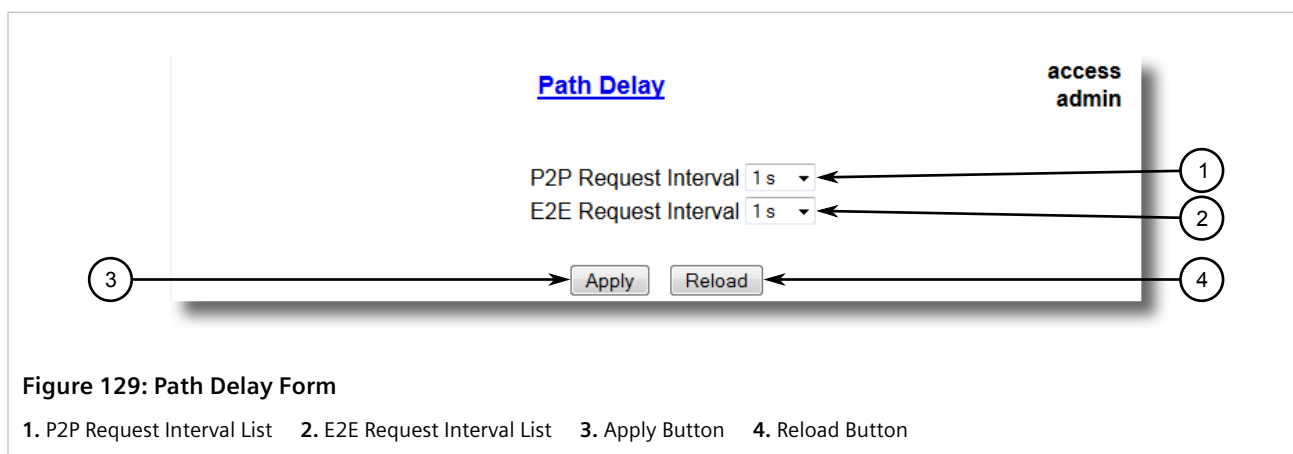 Path Delay
access
admin
P2P Request Interval 1 s
1
E2E Request Interval 1 s
2
3
Apply Reload
4
Figure 129: Path Delay Form
1. P2P Request Interval List 2. E2E Request Interval List 3. Apply Button 4. Reload Button